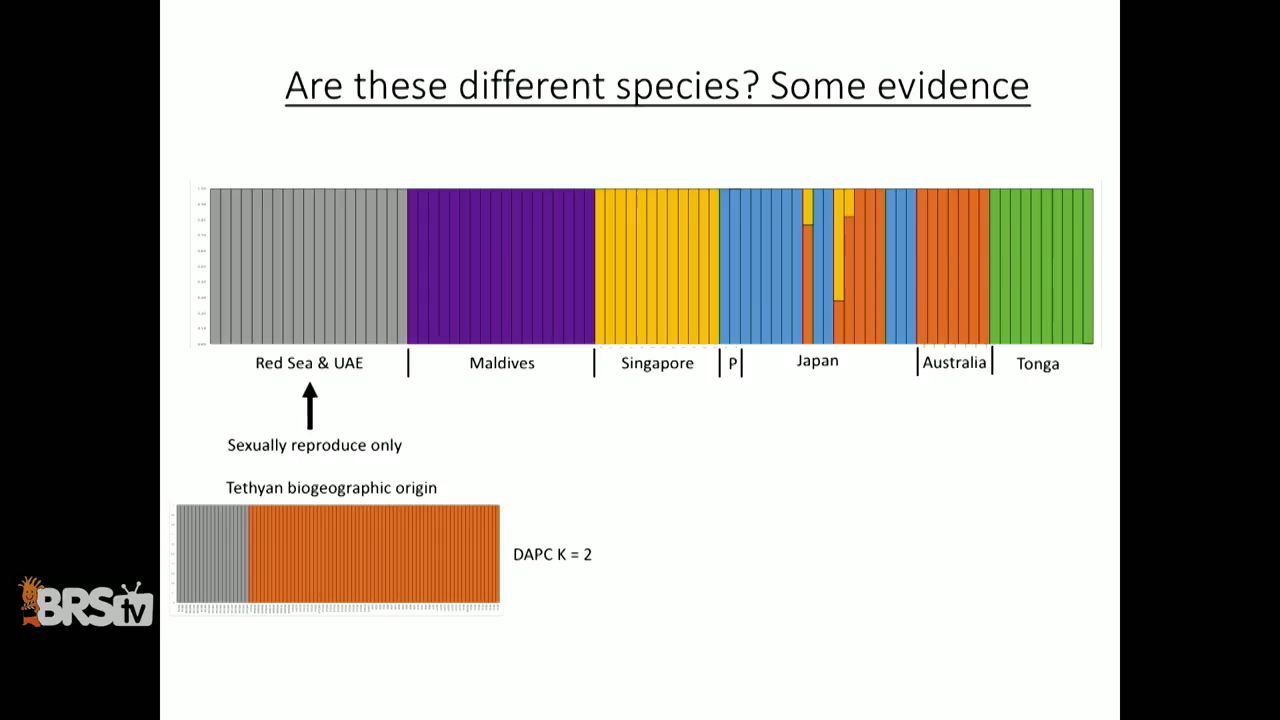 Are these different species? Some evidence
Red Sea & UAE
Maldives
Singapore
P
Japan
Australia
Tonga
Sexually reproduce only
Tethyan biogeographic origin
DAPC K = 2
BRStv